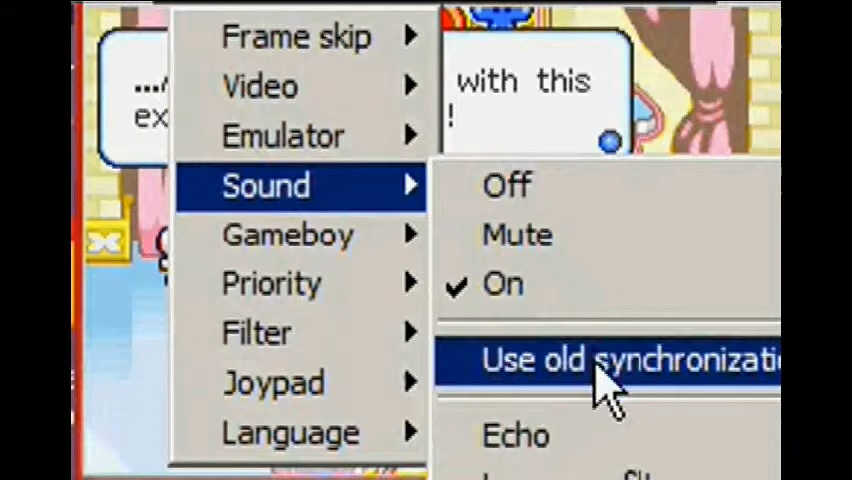 Frame skip
Video
Emulator
Sound
Gameboy
Priority
Filter
Joypad
Language
with this
ex
!
Off
Mute
On
Use old synchronizati
Echo